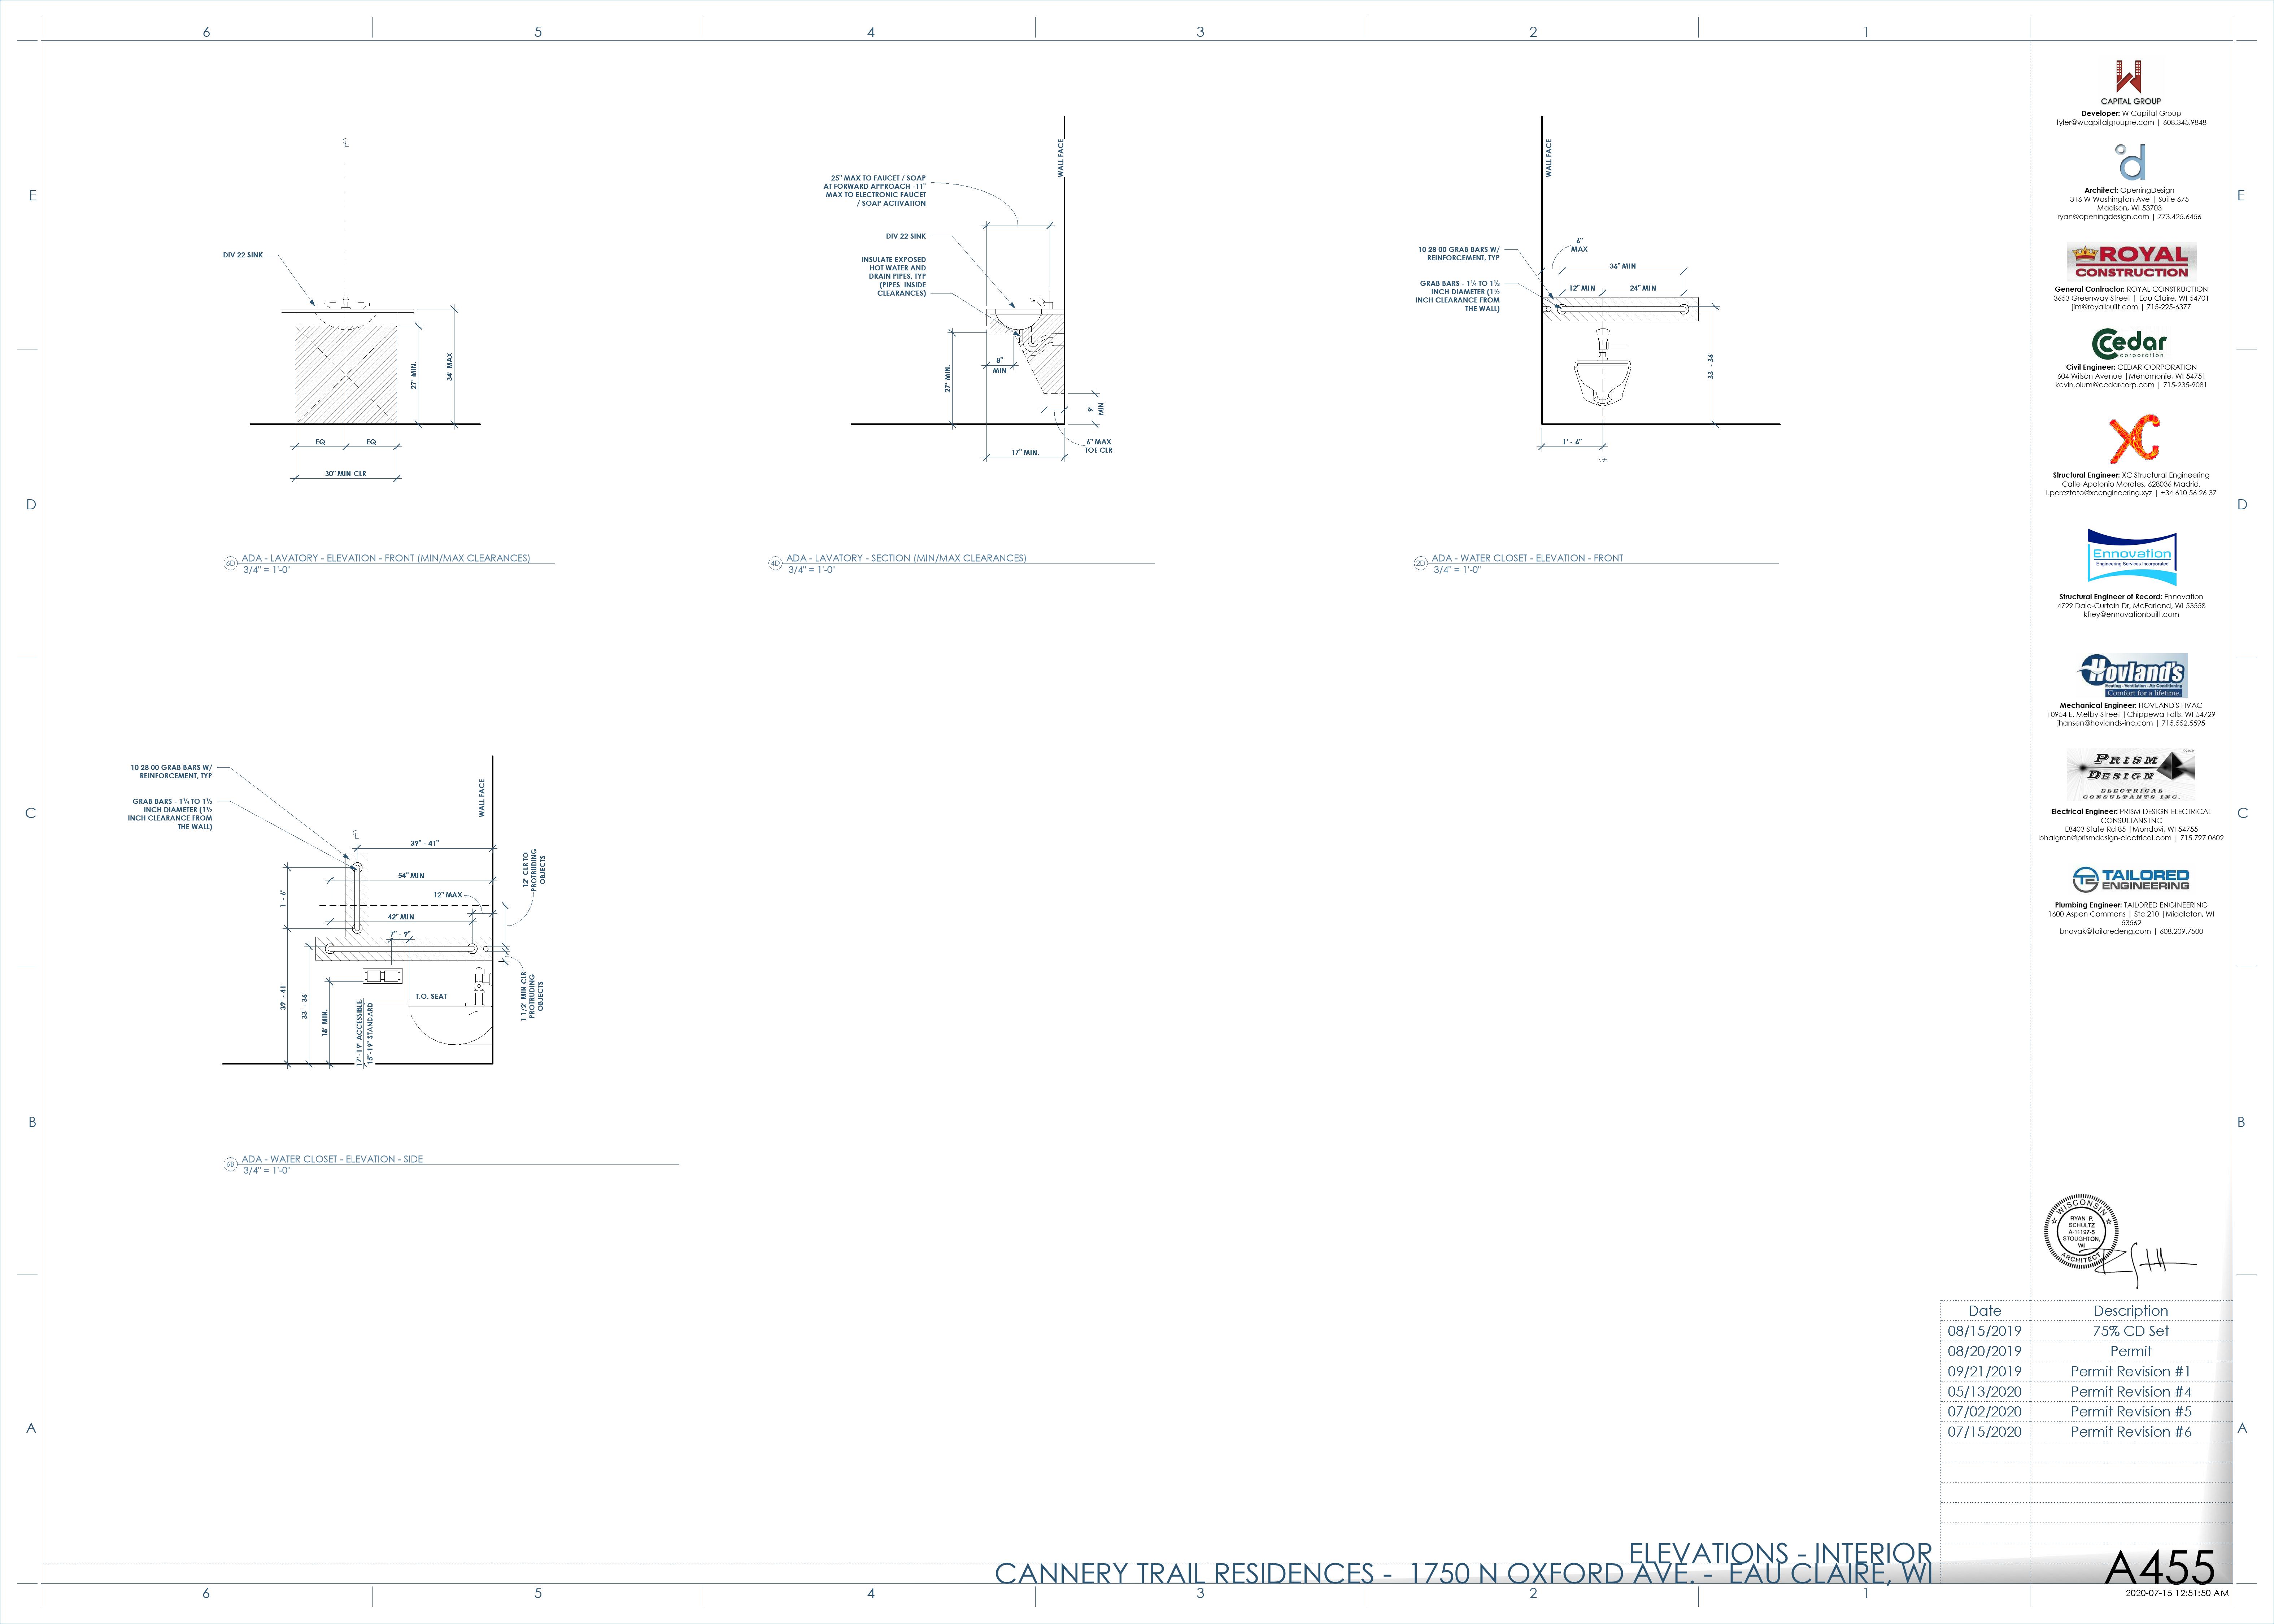 6 5 4 3 2 1
E
D
C
B
A
℄
DIV 22 SINK
27" MIN.
34" MAX
EQ EQ
30" MIN CLR
6D ADA - LAVATORY - ELEVATION - FRONT (MIN/MAX CLEARANCES)
3/4" = 1'-0"
WALL FACE
25" MAX TO FAUCET / SOAP
AT FORWARD APPROACH -11"
MAX TO ELECTRONIC FAUCET
/ SOAP ACTIVATION
DIV 22 SINK
INSULATE EXPOSED
HOT WATER AND
DRAIN PIPES, TYP
(PIPES INSIDE
CLEARANCES)
27" MIN.
8"
MIN
9"
MIN
6" MAX
TOE CLR
17" MIN.
4D ADA - LAVATORY - SECTION (MIN/MAX CLEARANCES)
3/4" = 1'-0"
WALL FACE
10 28 00 GRAB BARS W/
REINFORCEMENT, TYP
GRAB BARS - 1¼ TO 1½
INCH DIAMETER (1½
INCH CLEARANCE FROM
THE WALL)
6"
MAX
36" MIN
12" MIN 24" MIN
33" - 36"
1' - 6"
℄
2D ADA - WATER CLOSET - ELEVATION - FRONT
3/4" = 1'-0"
10 28 00 GRAB BARS W/
REINFORCEMENT, TYP
GRAB BARS - 1¼ TO 1½
INCH DIAMETER (1½
INCH CLEARANCE FROM
THE WALL)
WALL FACE
℄
39" - 41"
54" MIN
12" MAX
42" MIN
7" - 9"
1' - 6"
12" CLR TO
PROTRUDING
OBJECTS
1 1/2" MIN CLR
PROTRUDING
OBJECTS
T.O. SEAT
39" - 41"
33" - 36"
18" MIN.
17"-19" ACCESSIBLE
15"-19" STANDARD
6B ADA - WATER CLOSET - ELEVATION - SIDE
3/4" = 1'-0"
W
CAPITAL GROUP
Developer: W Capital Group
tyler@wcapitalgroupre.com | 608.345.9848
Architect: OpeningDesign
316 W Washington Ave | Suite 675
Madison, WI 53703
ryan@openingdesign.com | 773.425.6456
ROYAL
CONSTRUCTION
General Contractor: ROYAL CONSTRUCTION
3653 Greenway Street | Eau Claire, WI 54701
jim@royalbuilt.com | 715-225-6377
Cedar
corporation
Civil Engineer: CEDAR CORPORATION
604 Wilson Avenue |Menomonie, WI 54751
kevin.oium@cedarcorp.com | 715-235-9081
XC
Structural Engineer: XC Structural Engineering
Calle Apolonio Morales, 628036 Madrid,
l.pereztato@xcengineering.xyz | +34 610 56 26 37
Ennovation
Engineering Services Incorporated
Structural Engineer of Record: Ennovation
4729 Dale-Curtain Dr, McFarland, WI 53558
kfrey@ennovationbuilt.com
Hovland's
Heating - Ventilation - Air Conditioning
Comfort for a lifetime.
Mechanical Engineer: HOVLAND'S HVAC
10954 E. Melby Street |Chippewa Falls, WI 54729
jhansen@hovlands-inc.com | 715.552.5595
PRISM
DESIGN
ELECTRICAL
CONSULTANTS INC.
Electrical Engineer: PRISM DESIGN ELECTRICAL
CONSULTANS INC
E8403 State Rd 85 |Mondovi, WI 54755
bhalgren@prismdesign-electrical.com | 715.797.0602
TAILORED
ENGINEERING
Plumbing Engineer: TAILORED ENGINEERING
1600 Aspen Commons | Ste 210 |Middleton, WI
53562
bnovak@tailoredeng.com | 608.209.7500
WISCONSIN
RYAN P.
SCHULTZ
A-11197-5
STOUGHTON,
WI
ARCHITECT
Date Description
08/15/2019 75% CD Set
08/20/2019 Permit
09/21/2019 Permit Revision #1
05/13/2020 Permit Revision #4
07/02/2020 Permit Revision #5
07/15/2020 Permit Revision #6
ELEVATIONS - INTERIOR
CANNERY TRAIL RESIDENCES - 1750 N OXFORD AVE. - EAU CLAIRE, WI
A455
2020-07-15 12:51:50 AM
E
D
C
B
A
6 5 4 3 2 1